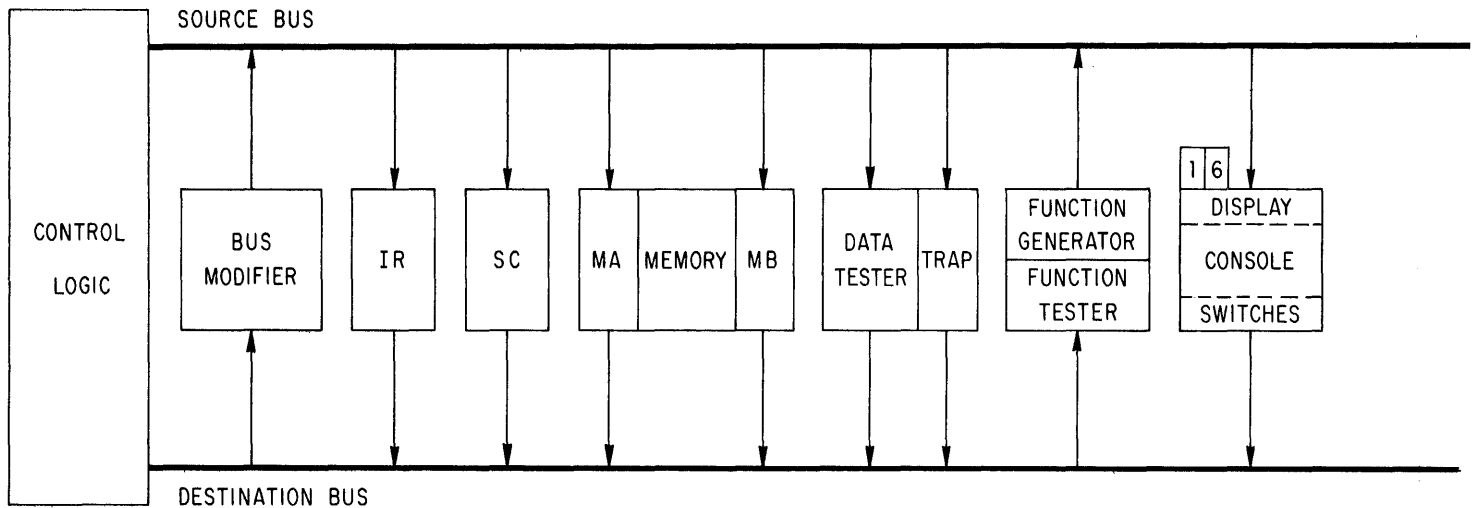 SOURCE BUS
CONTROL
LOGIC
BUS
MODIFIER
IR
SC
MA
MEMORY
MB
DATA
TESTER
TRAP
FUNCTION
GENERATOR
FUNCTION
TESTER
1 6
DISPLAY
CONSOLE
SWITCHES
DESTINATION BUS